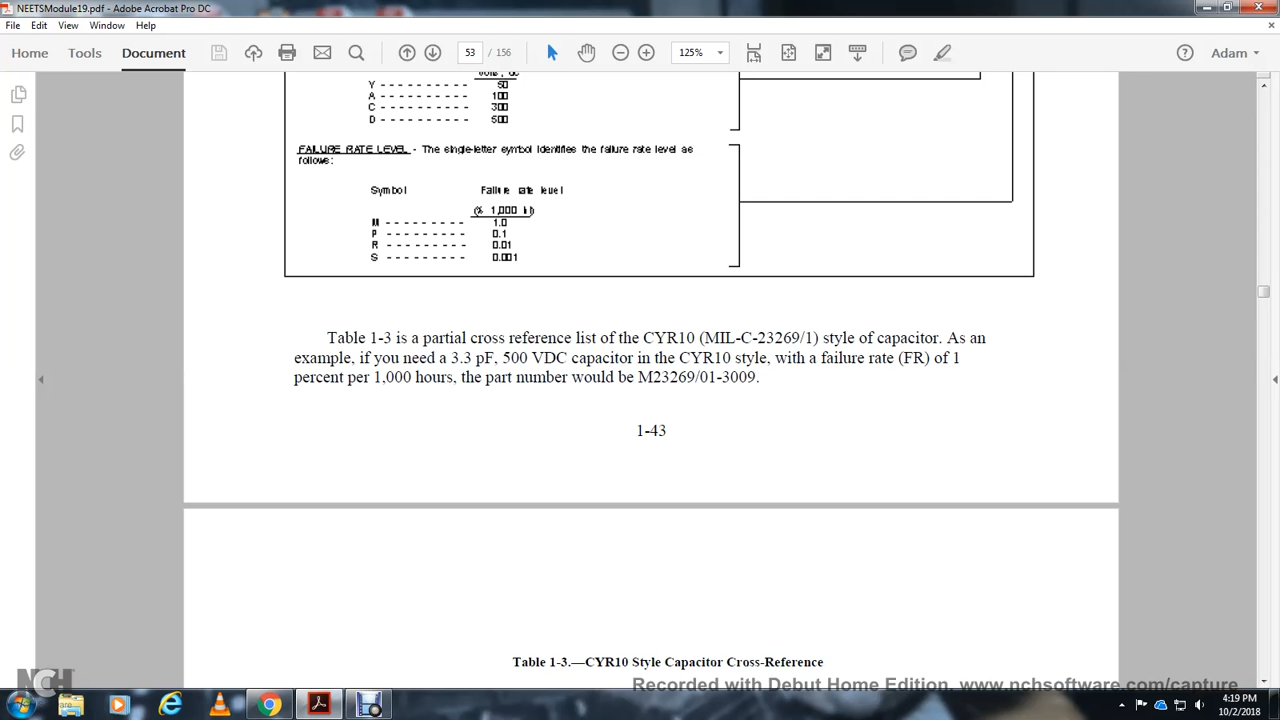 NEETSModule19.pdf - Adobe Acrobat Pro DC
File Edit View Window Help
Home Tools Document 53 / 156 125% Adam
Y - - - - - - - - - - 50
A - - - - - - - - - - 100
C - - - - - - - - - - 300
D - - - - - - - - - - 500
FAILURE RATE LEVEL - The single-letter symbol identifies the failure rate level as
follows:
Symbol Failure rate level
(% 1,000 h)
M - - - - - - - - - 1.0
P - - - - - - - - - 0.1
R - - - - - - - - - 0.01
S - - - - - - - - - 0.001
Table 1-3 is a partial cross reference list of the CYR10 (MIL-C-23269/1) style of capacitor. As an
example, if you need a 3.3 pF, 500 VDC capacitor in the CYR10 style, with a failure rate (FR) of 1
percent per 1,000 hours, the part number would be M23269/01-3009.
1-43
Table 1-3.—CYR10 Style Capacitor Cross-Reference
Recorded with Debut Home Edition. www.nchsoftware.com/capture
NCH
4:19 PM
10/2/2018